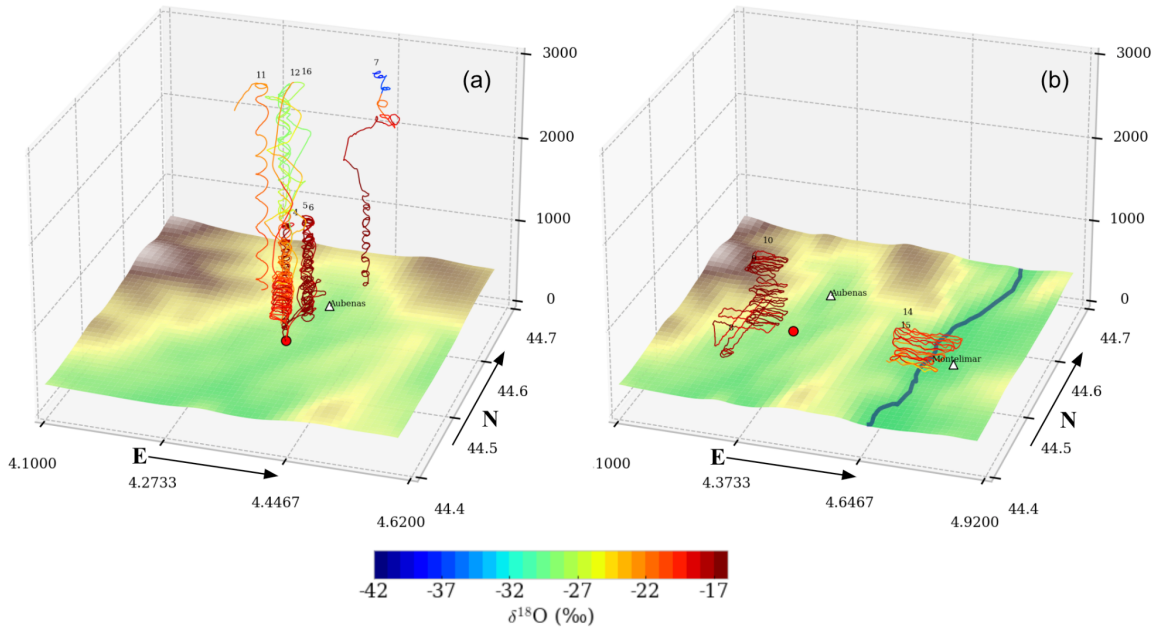 (a)
3000
2000
1000
0
11
12 16
7
4
5 6
Aubenas
44.7
44.6
N
44.5
44.4
E
4.1000
4.2733
4.4467
4.6200
(b)
3000
2000
1000
0
10
Aubenas
14
15
Montelimar
44.7
44.6
N
44.5
44.4
E
.1000
4.3733
4.6467
4.9200
-42 -37 -32 -27 -22 -17
δ¹⁸O (‰)